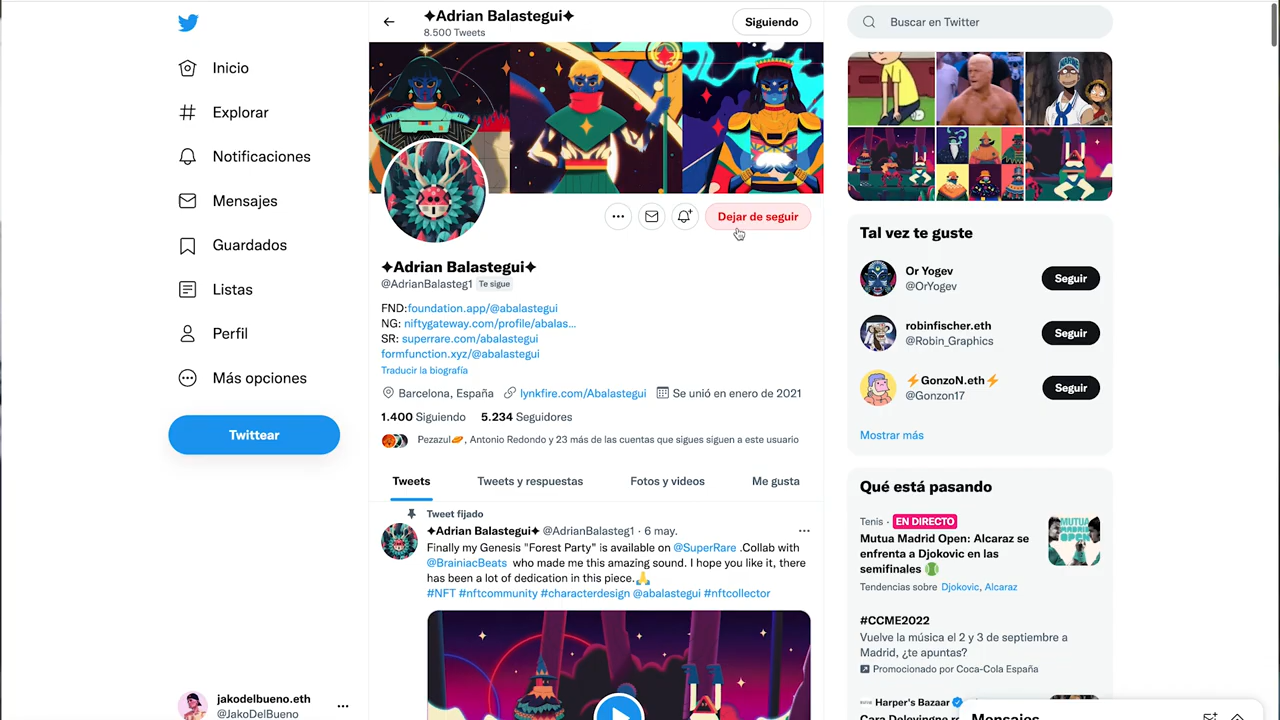 Inicio
Explorar
Notificaciones
Mensajes
Guardados
Listas
Perfil
Más opciones
Twittear
jakodelbueno.eth
@JakoDelBueno
✦Adrian Balastegui✦
8.500 Tweets
Siguiendo
Dejar de seguir
✦Adrian Balastegui✦
@AdrianBalasteg1 Te sigue
FND:foundation.app/@abalastegui
NG: niftygateway.com/profile/abalas...
SR: superrare.com/abalastegui
formfunction.xyz/@abalastegui
Traducir la biografía
Barcelona, España lynkfire.com/Abalastegui Se unió en enero de 2021
1.400 Siguiendo 5.234 Seguidores
Pezazul, Antonio Redondo y 23 más de las cuentas que sigues siguen a este usuario
Tweets Tweets y respuestas Fotos y videos Me gusta
Tweet fijado
✦Adrian Balastegui✦ @AdrianBalasteg1 · 6 may.
Finally my Genesis "Forest Party" is available on @SuperRare .Collab with
@BrainiacBeats who made me this amazing sound. I hope you like it, there
has been a lot of dedication in this piece.🙏
#NFT #nftcommunity #characterdesign @abalastegui #nftcollector
Buscar en Twitter
Tal vez te guste
Or Yogev
@OrYogev
Seguir
robinfischer.eth
@Robin_Graphics
Seguir
⚡GonzoN.eth⚡
@Gonzon17
Seguir
Mostrar más
Qué está pasando
Tenis · EN DIRECTO
Mutua Madrid Open: Alcaraz se
enfrenta a Djokovic en las
semifinales
Tendencias sobre Djokovic, Alcaraz
MUTUA
MADRID
OPEN
#CCME2022
Vuelve la música el 2 y 3 de septiembre a
Madrid, ¿te apuntas?
Promocionado por Coca-Cola España
Harper's Bazaar
Cara Delevingne
Mensajes